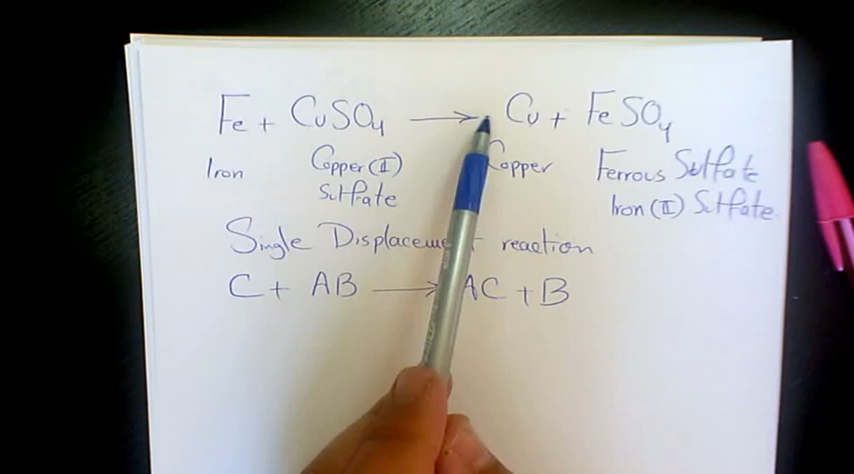 Fe + CuSO4 → Cu + FeSO4
Iron Copper (II) Copper Ferrous Sulfate
Sulfate Iron (II) Sulfate
Single Displacement reaction
C + AB → AC + B